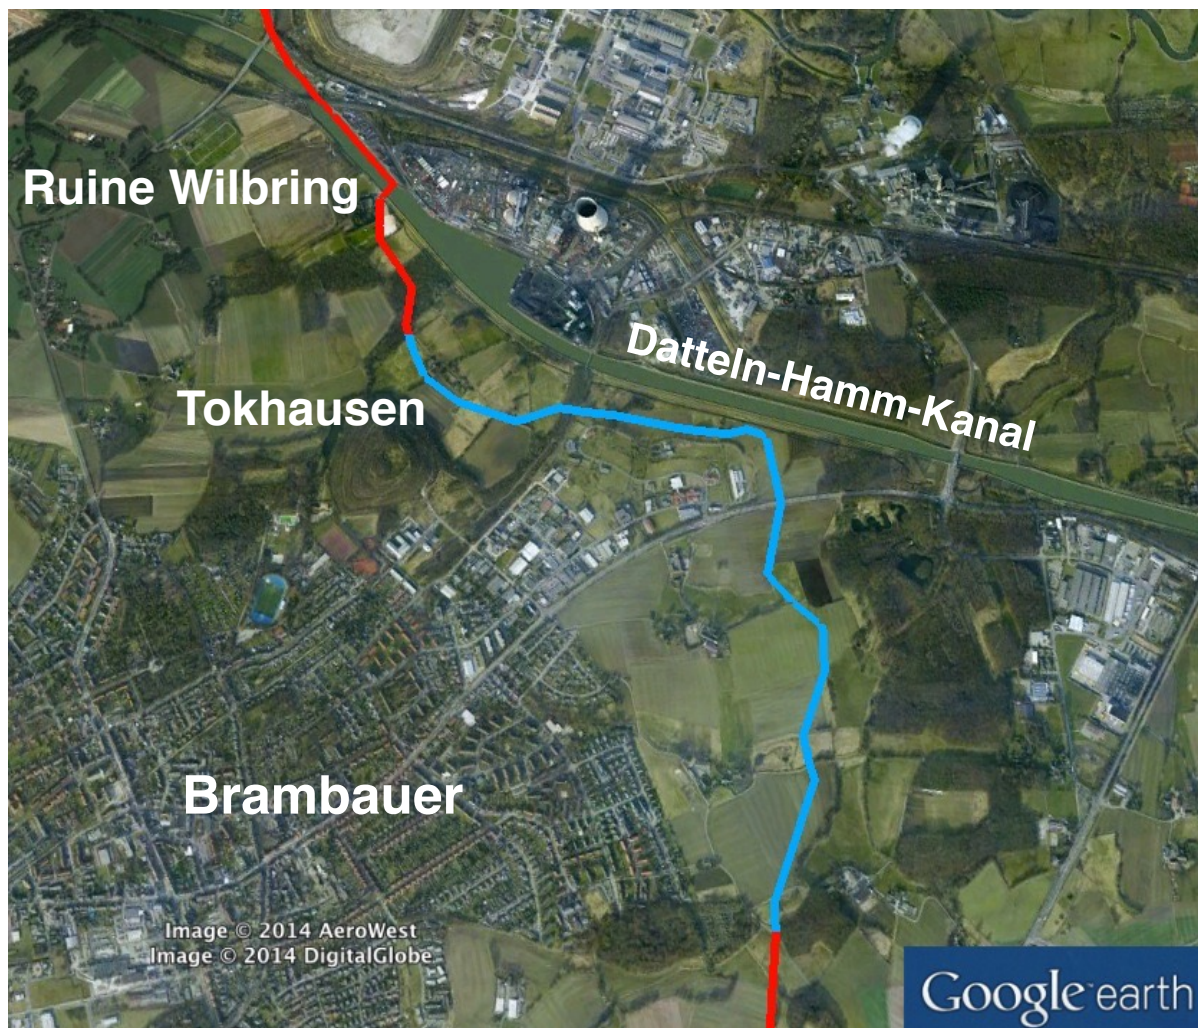 Ruine Wilbring
Datteln-Hamm-Kanal
Tokhausen
Brambauer
Image © 2014 AeroWest
Image © 2014 DigitalGlobe
Google earth